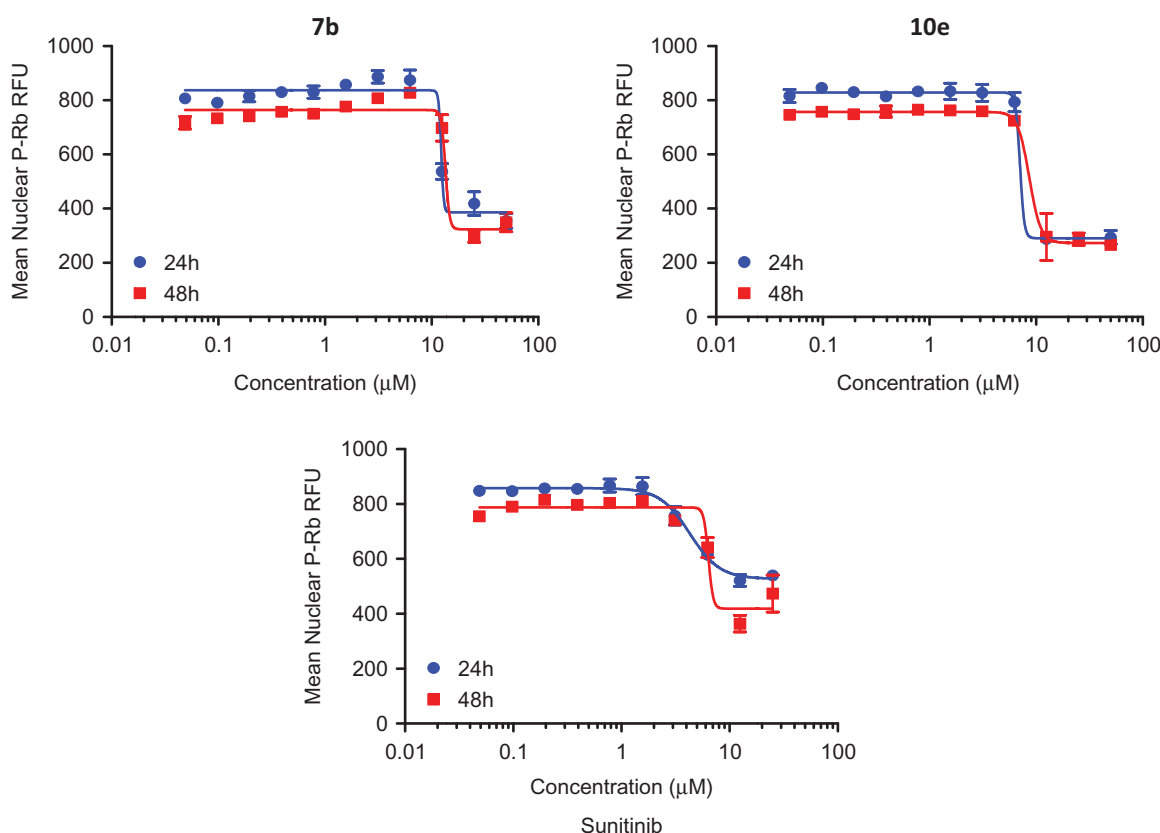 7b
1000
800
600
400
200
0
Mean Nuclear P-Rb RFU
24h
48h
0.01 0.1 1 10 100
Concentration (μM)
10e
1000
800
600
400
200
0
Mean Nuclear P-Rb RFU
24h
48h
0.01 0.1 1 10 100
Concentration (μM)
1000
800
600
400
200
0
Mean Nuclear P-Rb RFU
24h
48h
0.01 0.1 1 10 100
Concentration (μM)
Sunitinib